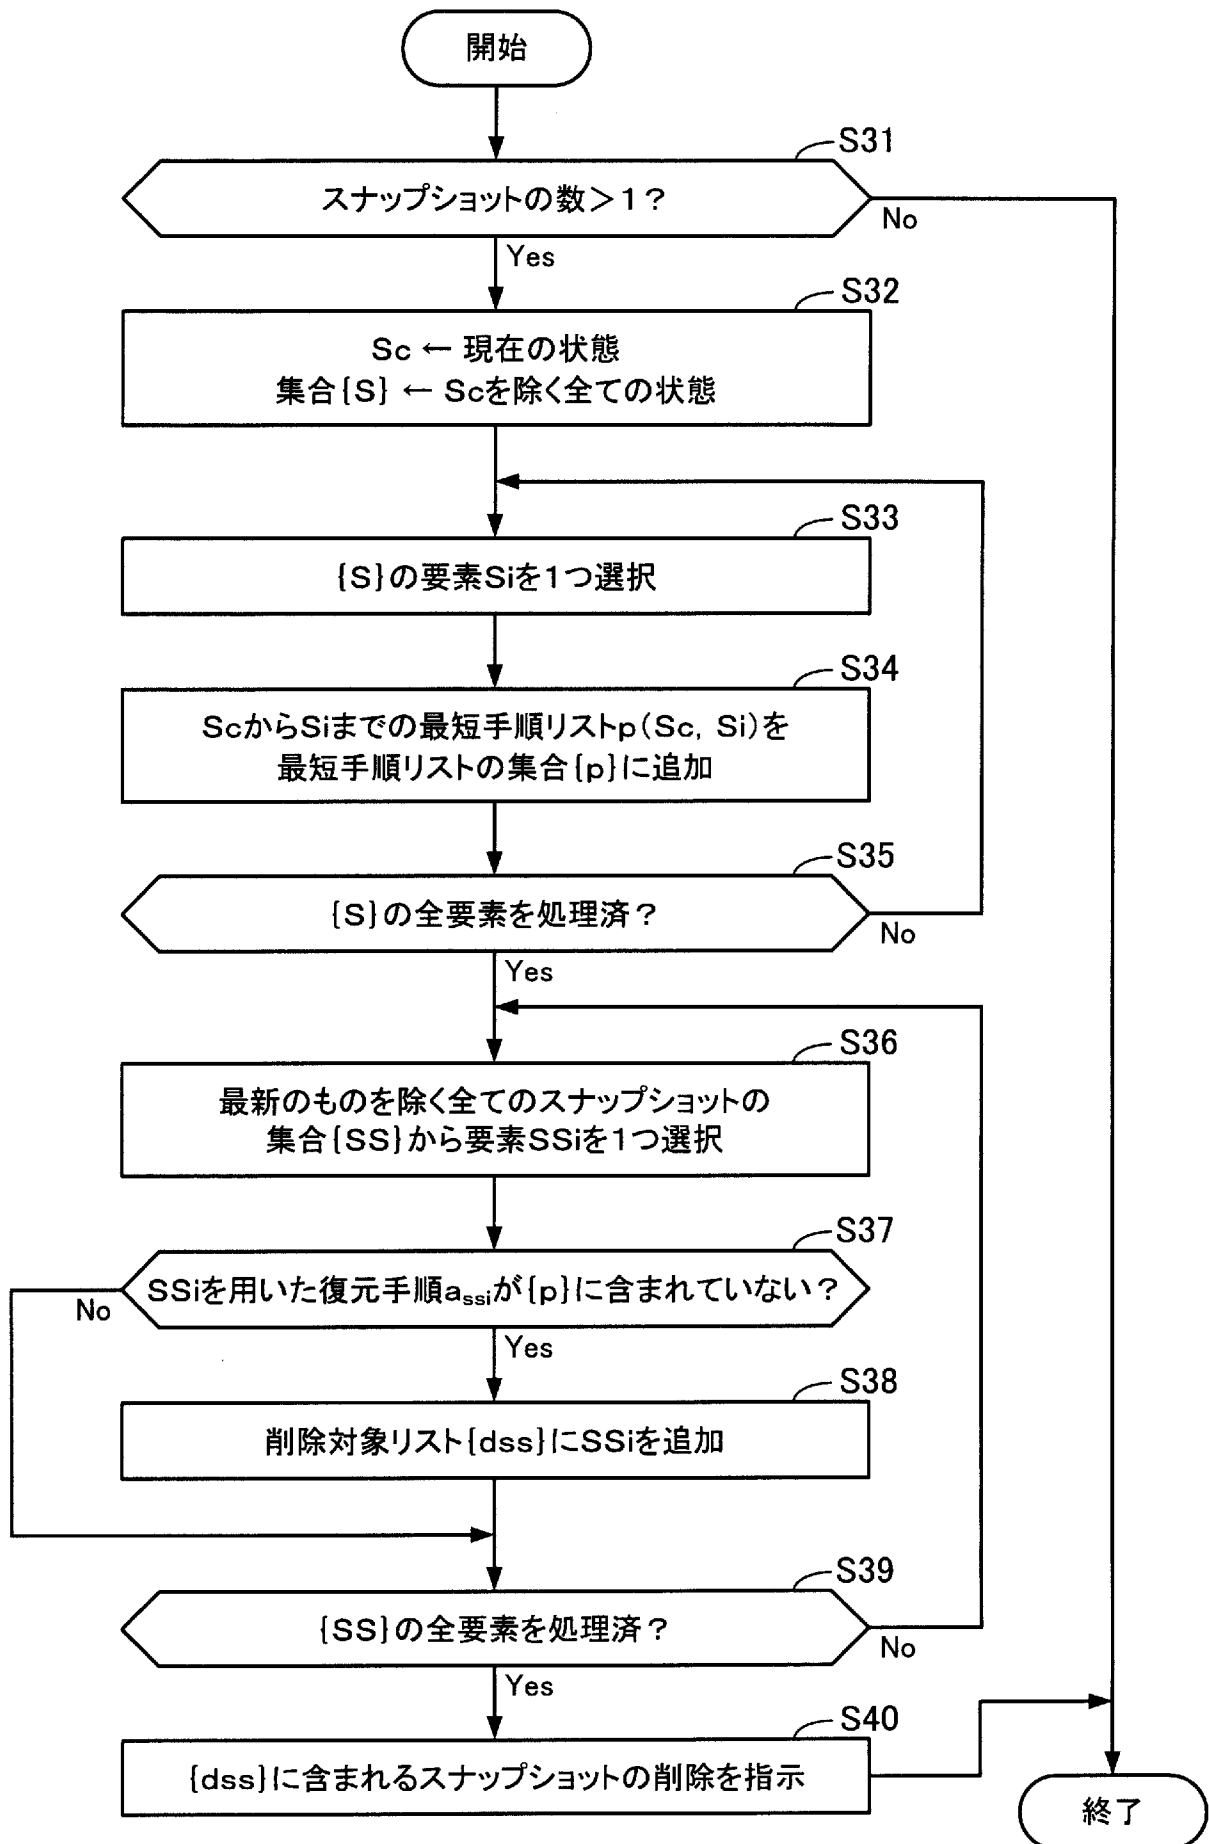 開始
S31
スナップショットの数＞1？
No
Yes
S32
Sc ← 現在の状態
集合{S} ← Scを除く全ての状態
S33
{S}の要素Siを1つ選択
S34
ScからSiまでの最短手順リストp(Sc, Si)を
最短手順リストの集合{p}に追加
S35
{S}の全要素を処理済？
No
Yes
S36
最新のものを除く全てのスナップショットの
集合{SS}から要素SSiを1つ選択
S37
SSiを用いた復元手順assiが{p}に含まれていない？
No
Yes
S38
削除対象リスト{dss}にSSiを追加
S39
{SS}の全要素を処理済？
No
Yes
S40
{dss}に含まれるスナップショットの削除を指示
終了